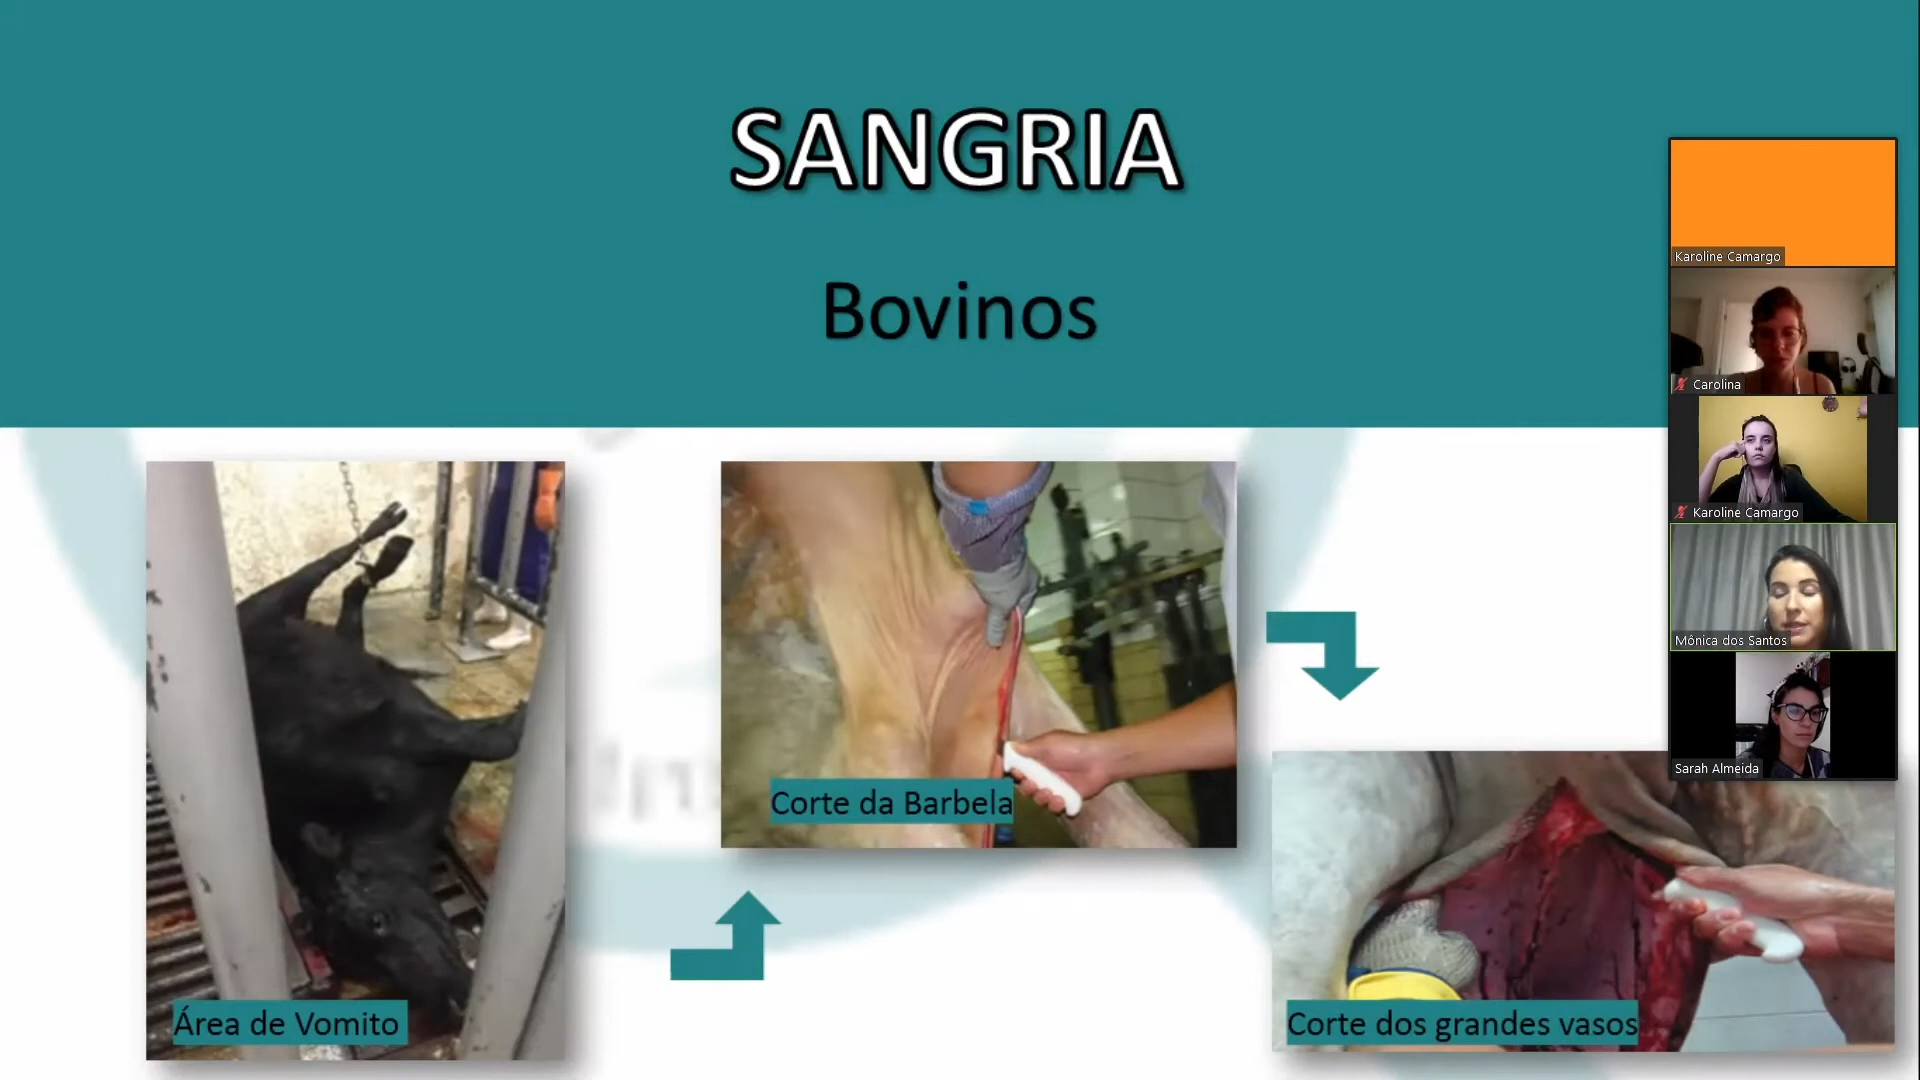 SANGRIA
Bovinos
Área de Vomito
Corte da Barbela
Corte dos grandes vasos
Karoline Camargo
Carolina
Karoline Camargo
Mônica dos Santos
Sarah Almeida